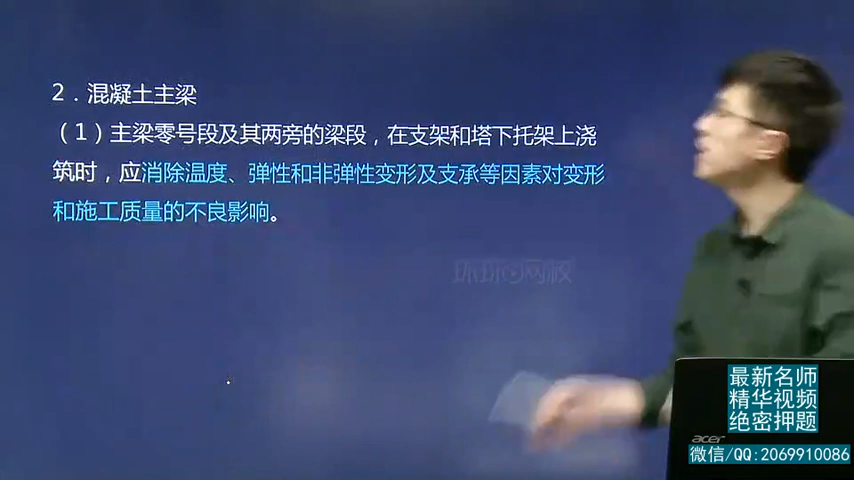 2．混凝土主梁
（1）主梁零号段及其两旁的梁段，在支架和塔下托架上浇
筑时，应消除温度、弹性和非弹性变形及支承等因素对变形
和施工质量的不良影响。
环球网校
acer
最新名师
精华视频
绝密押题
微信/QQ:2069910086